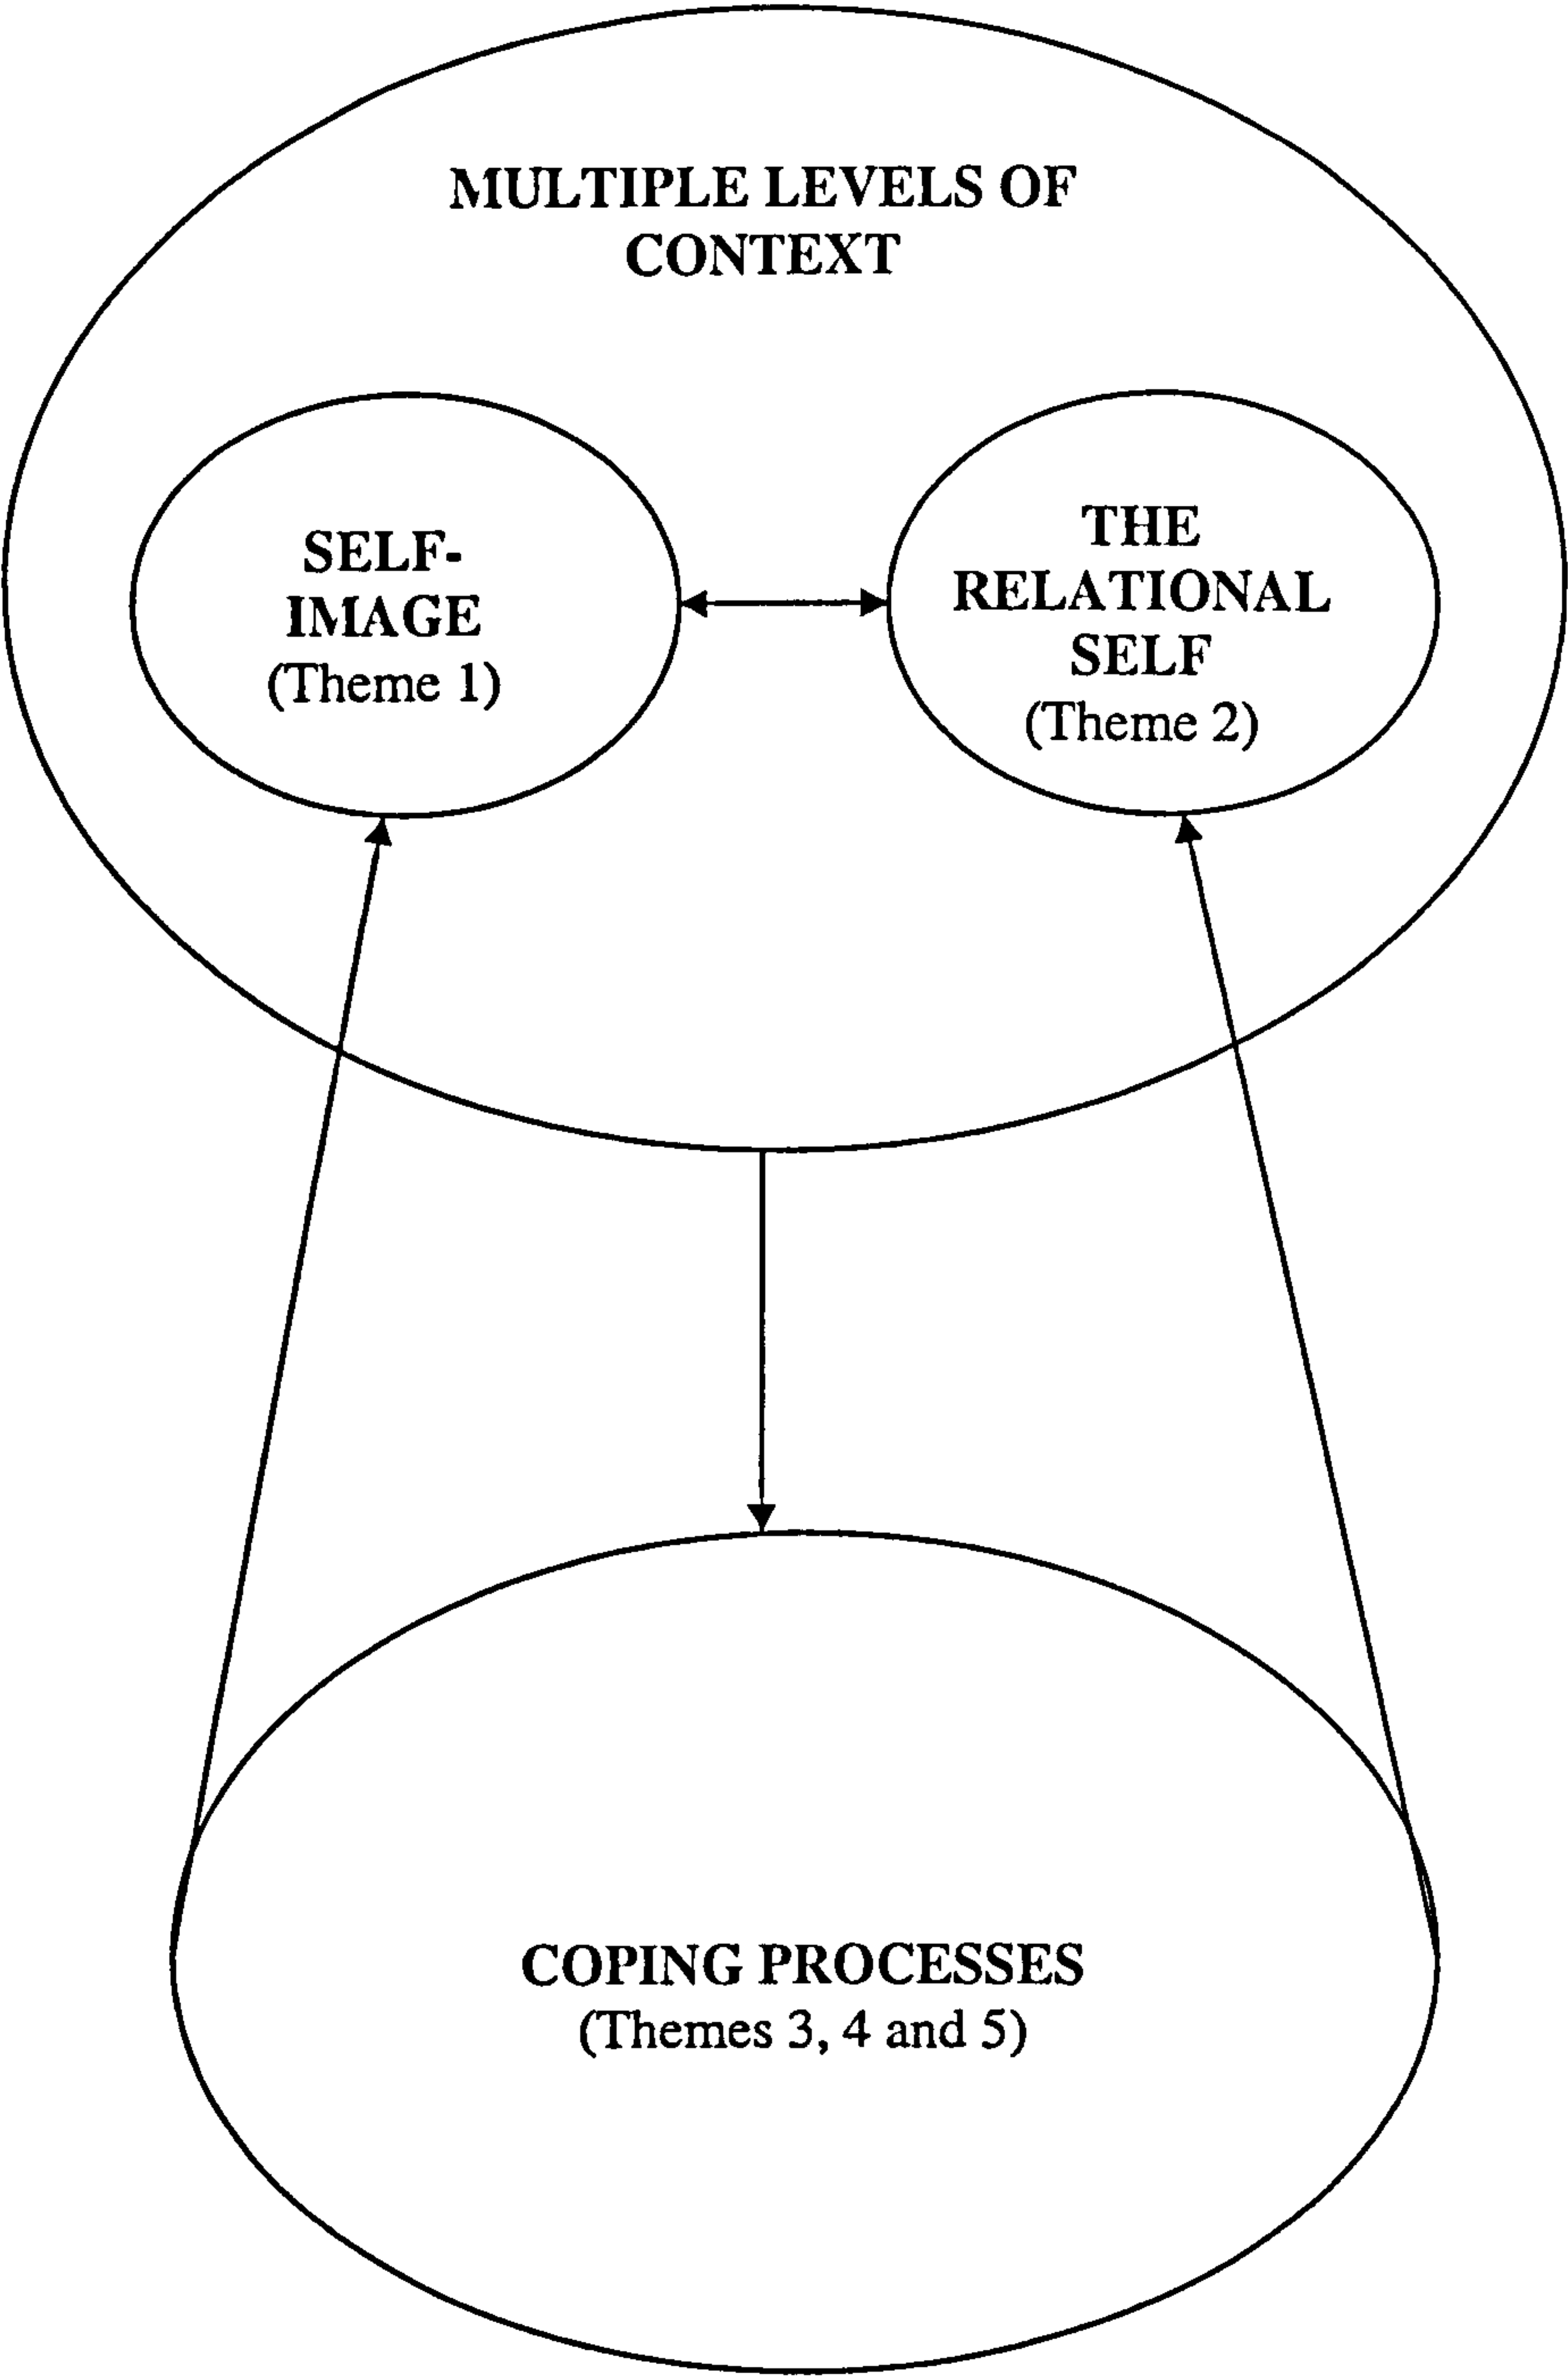 MULTIPLE LEVELS OF
CONTEXT
SELF-
IMAGE
(Theme 1)
THE
RELATIONAL
SELF
(Theme 2)
COPING PROCESSES
(Themes 3, 4 and 5)